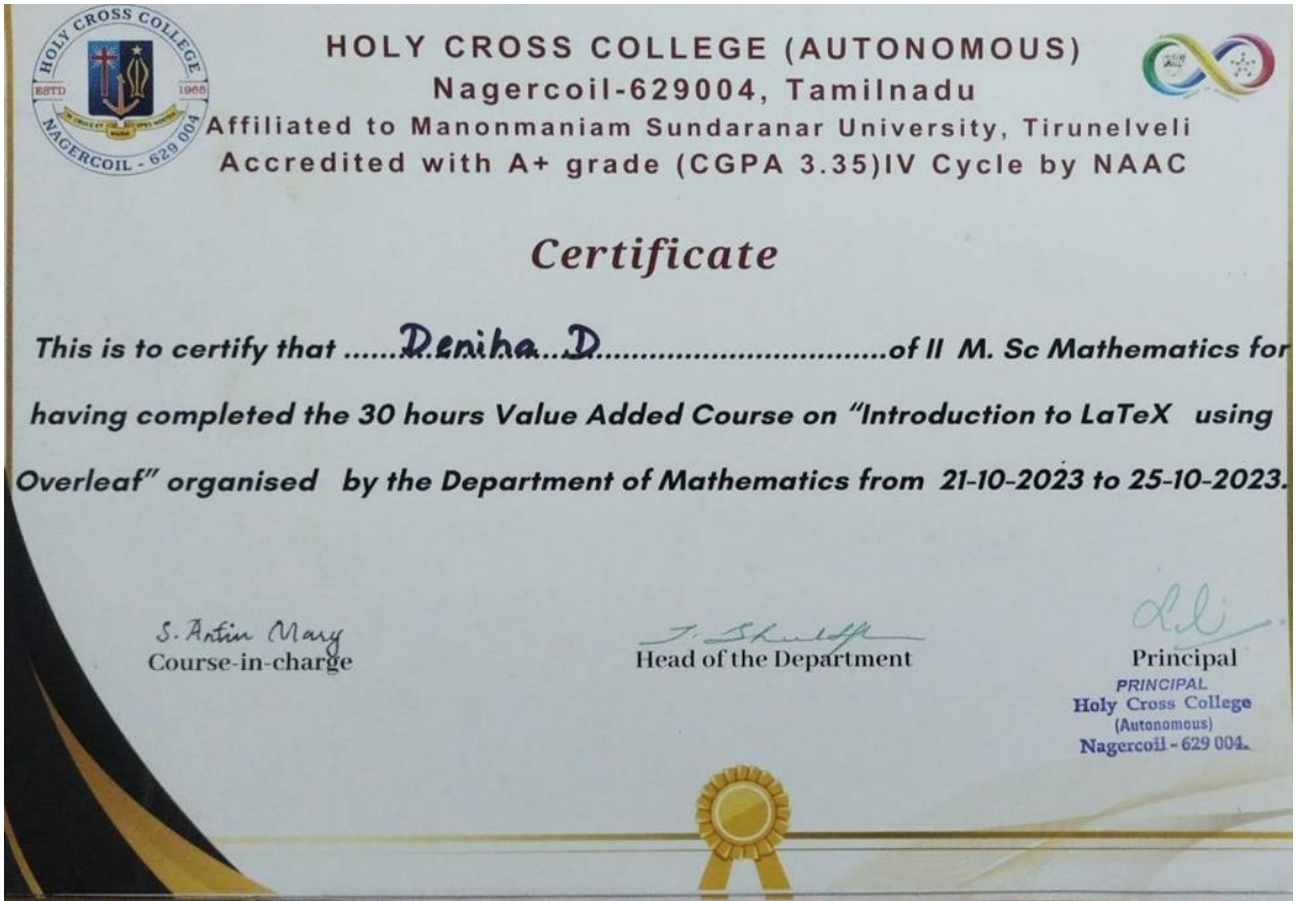 HOLY CROSS COLLEGE
ESTD 1965
NAGERCOIL - 629 004
HOLY CROSS COLLEGE (AUTONOMOUS)
Nagercoil-629004, Tamilnadu
Affiliated to Manonmaniam Sundaranar University, Tirunelveli
Accredited with A+ grade (CGPA 3.35)IV Cycle by NAAC
Certificate
This is to certify that ......Deniha D.....................................of II M. Sc Mathematics for
having completed the 30 hours Value Added Course on “Introduction to LaTeX using
Overleaf” organised by the Department of Mathematics from 21-10-2023 to 25-10-2023.
S. Antin Mary
Course-in-charge
Head of the Department
Principal
PRINCIPAL
Holy Cross College
(Autonomous)
Nagercoil - 629 004.